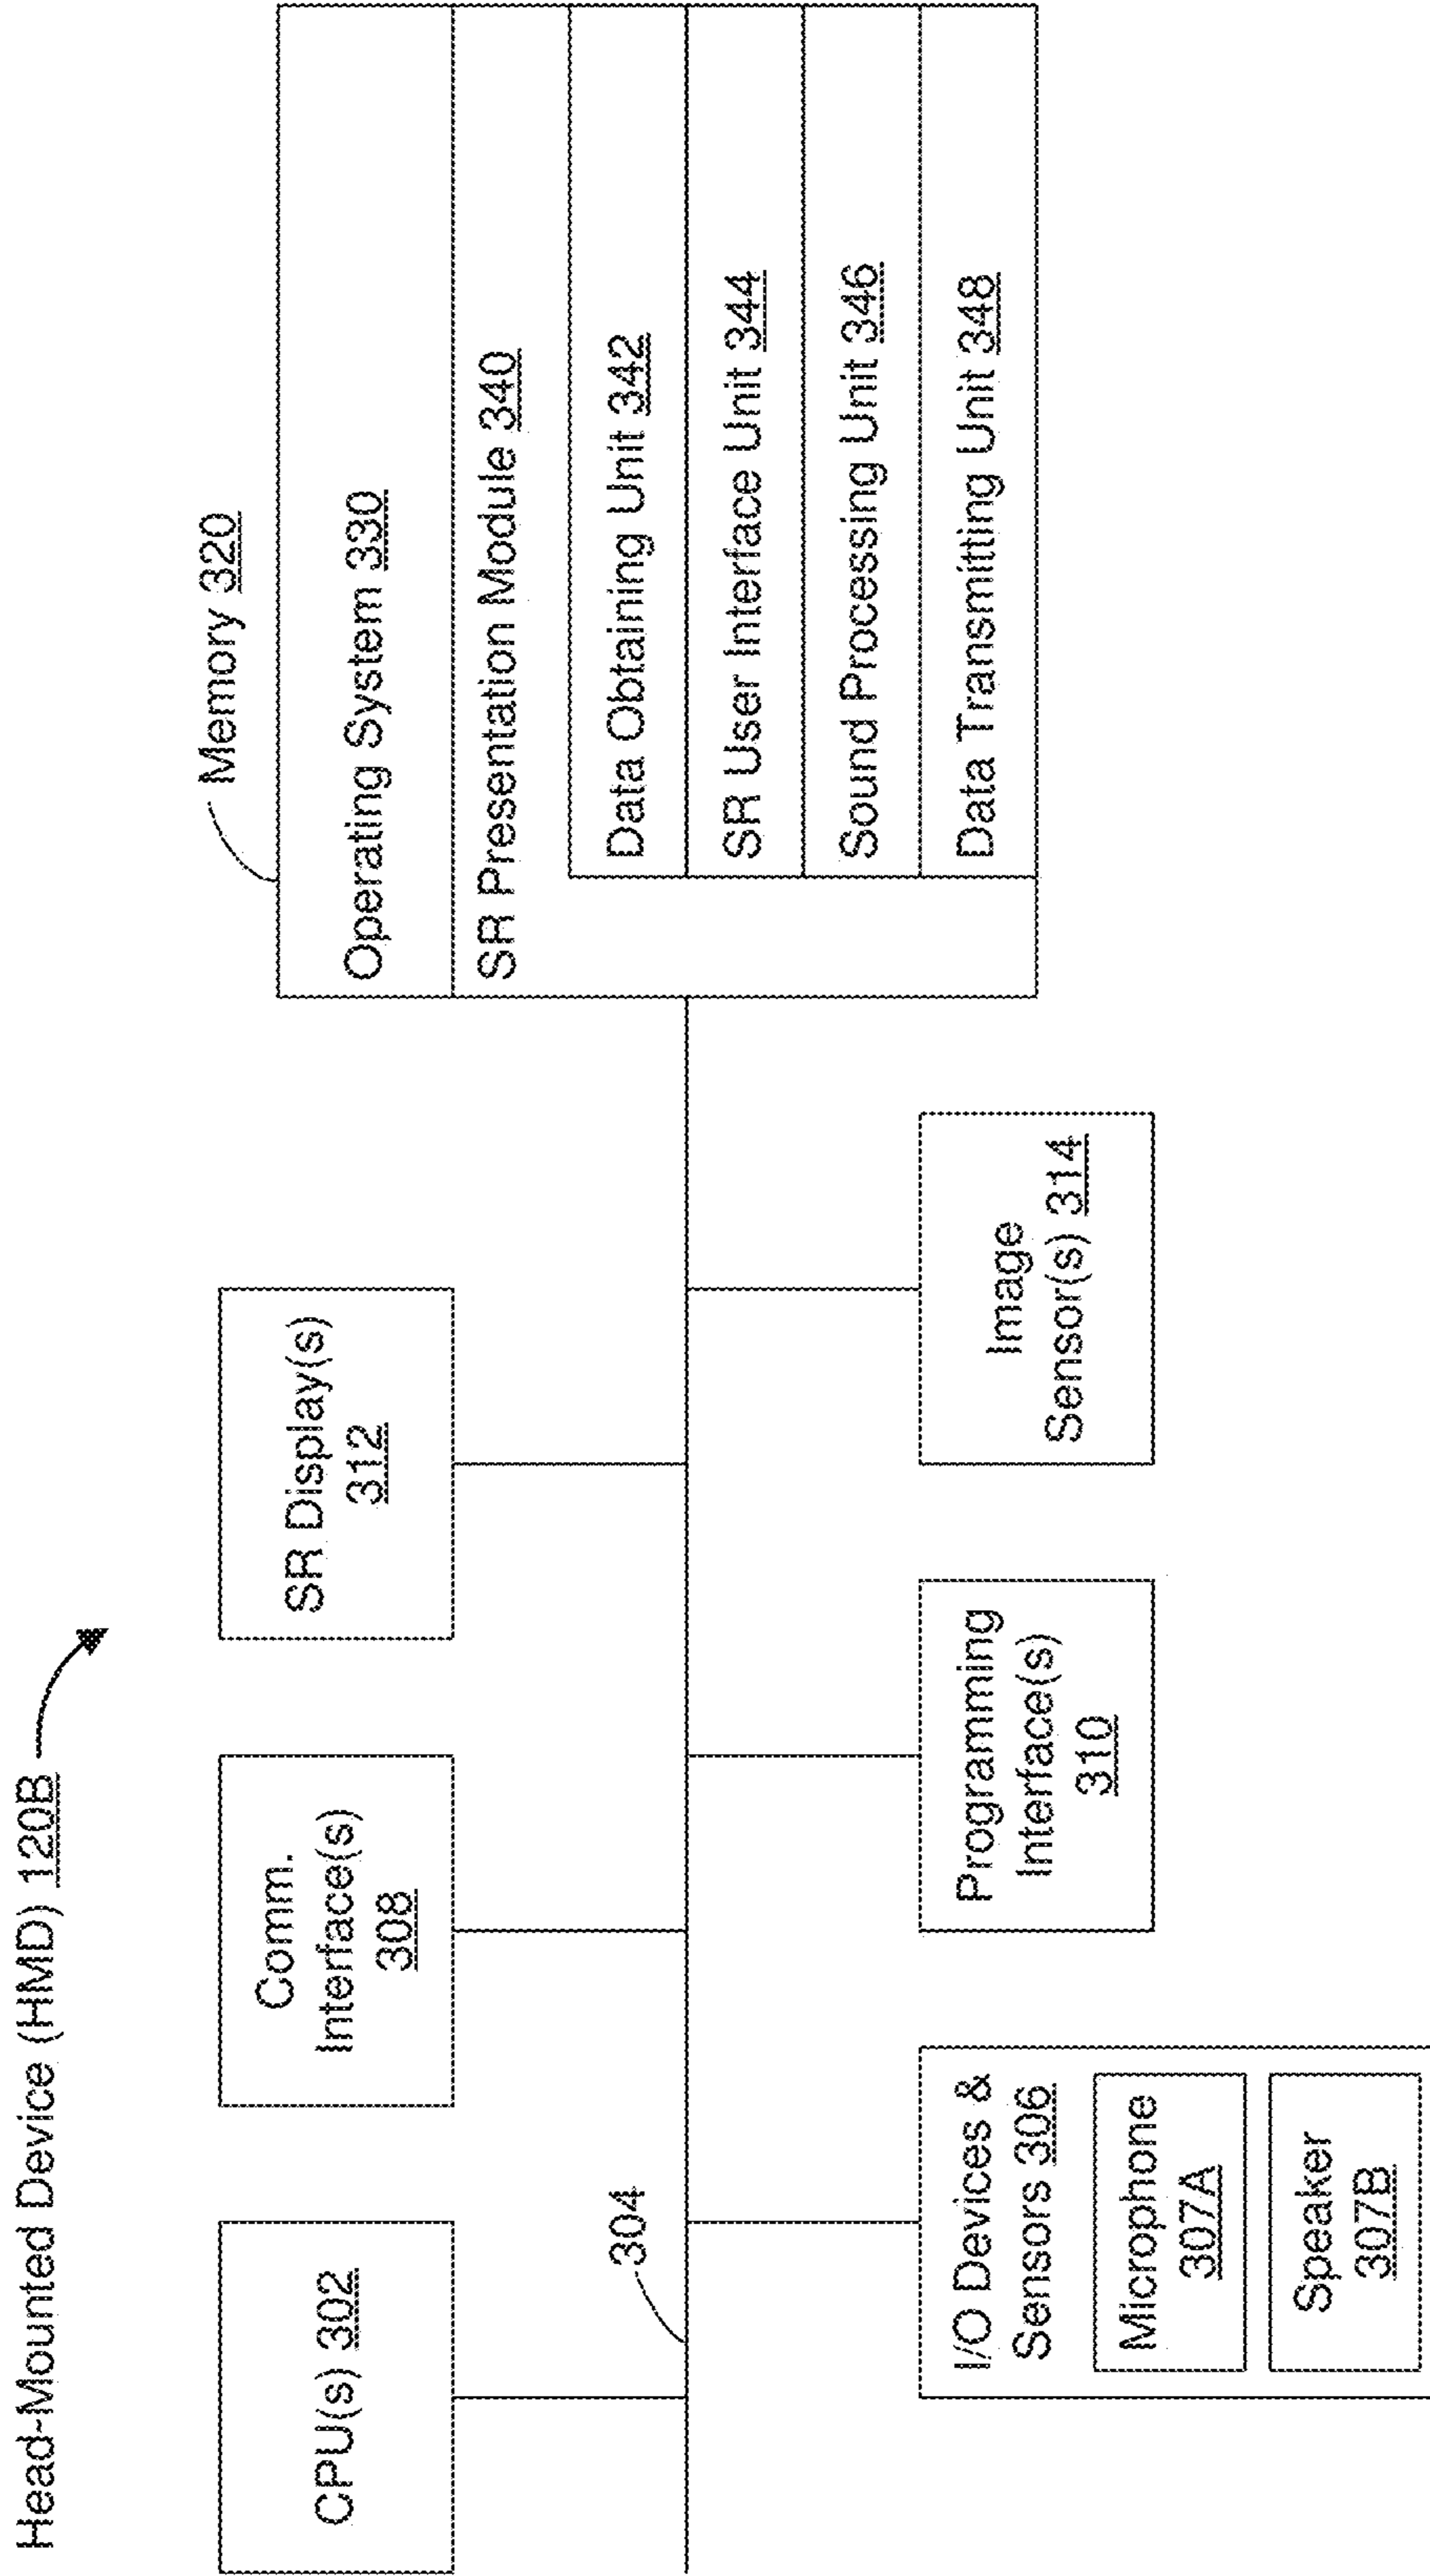 Head-Mounted Device (HMD) 120B
CPU(s) 302
Comm.
Interface(s)
308
SR Display(s)
312
Memory 320
Operating System 330
SR Presentation Module 340
Data Obtaining Unit 342
SR User Interface Unit 344
Sound Processing Unit 346
Data Transmitting Unit 348
304
I/O Devices &
Sensors 306
Microphone
307A
Speaker
307B
Programming
Interface(s)
310
Image
Sensor(s) 314